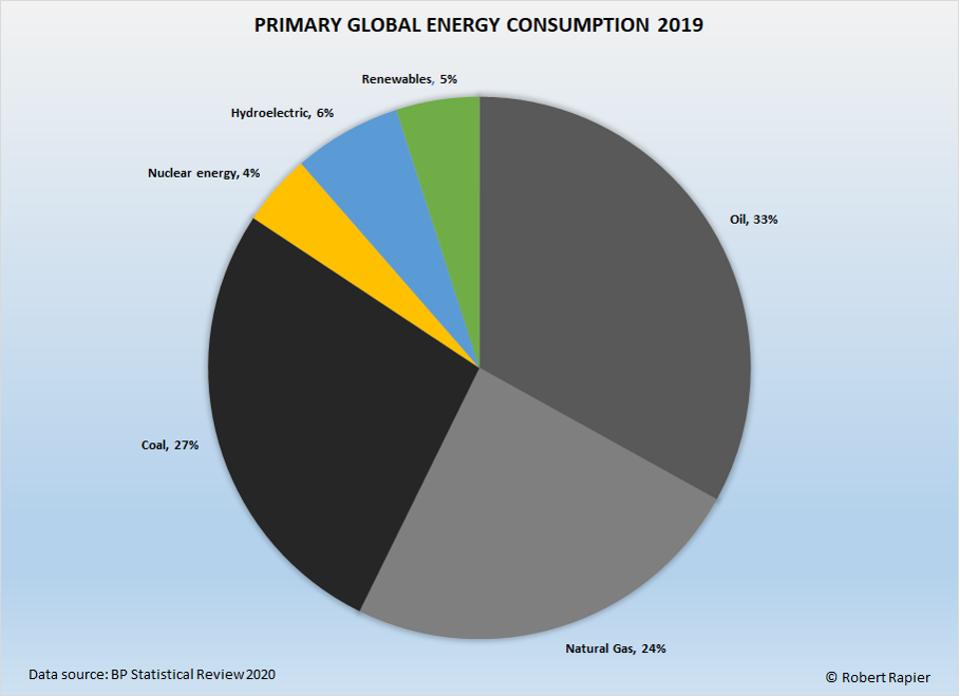 PRIMARY GLOBAL ENERGY CONSUMPTION 2019
Renewables, 5%
Hydroelectric, 6%
Nuclear energy, 4%
Oil, 33%
Coal, 27%
Natural Gas, 24%
Data source: BP Statistical Review 2020
© Robert Rapier